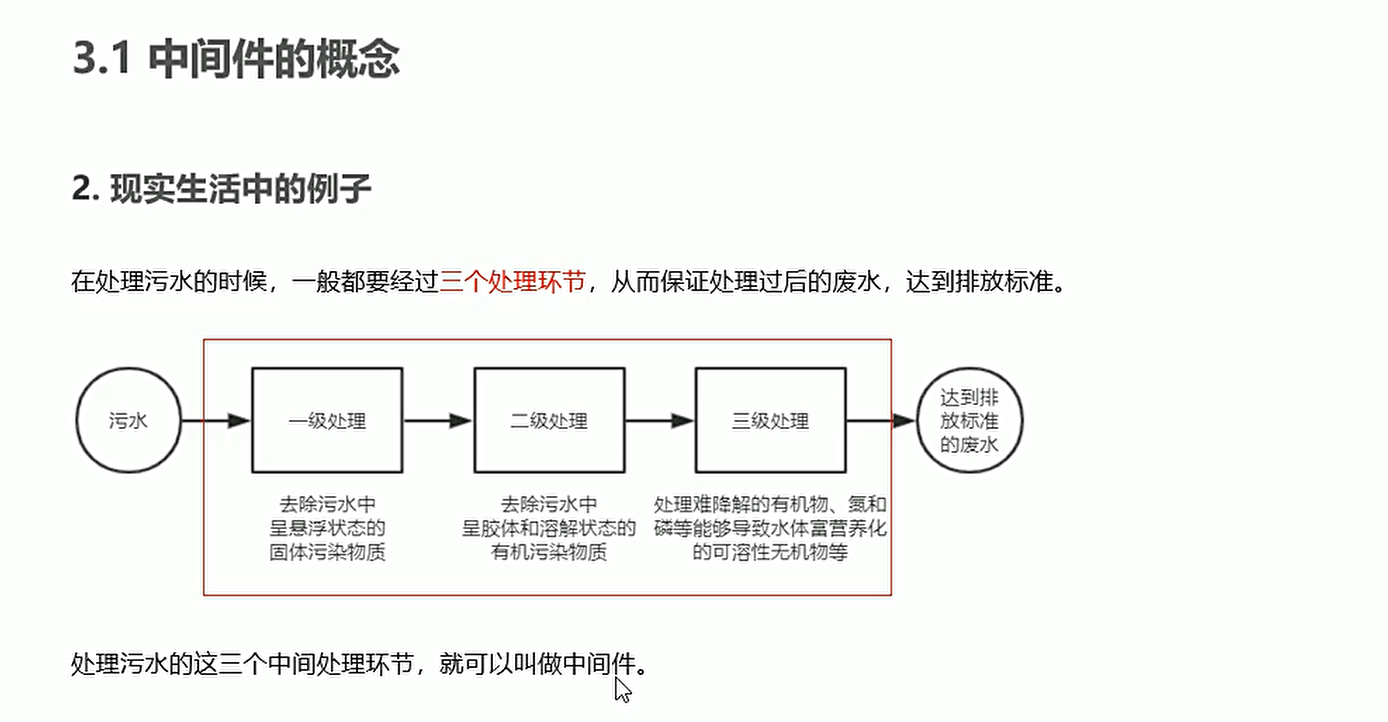 3.1 中间件的概念
2. 现实生活中的例子
在处理污水的时候，一般都要经过三个处理环节，从而保证处理过后的废水，达到排放标准。
污水
一级处理
二级处理
三级处理
达到排
放标准
的废水
去除污水中
呈悬浮状态的
固体污染物质
去除污水中
呈胶体和溶解状态的
有机污染物质
处理难降解的有机物、氮和
磷等能够导致水体富营养化
的可溶性无机物等
处理污水的这三个中间处理环节，就可以叫做中间件。